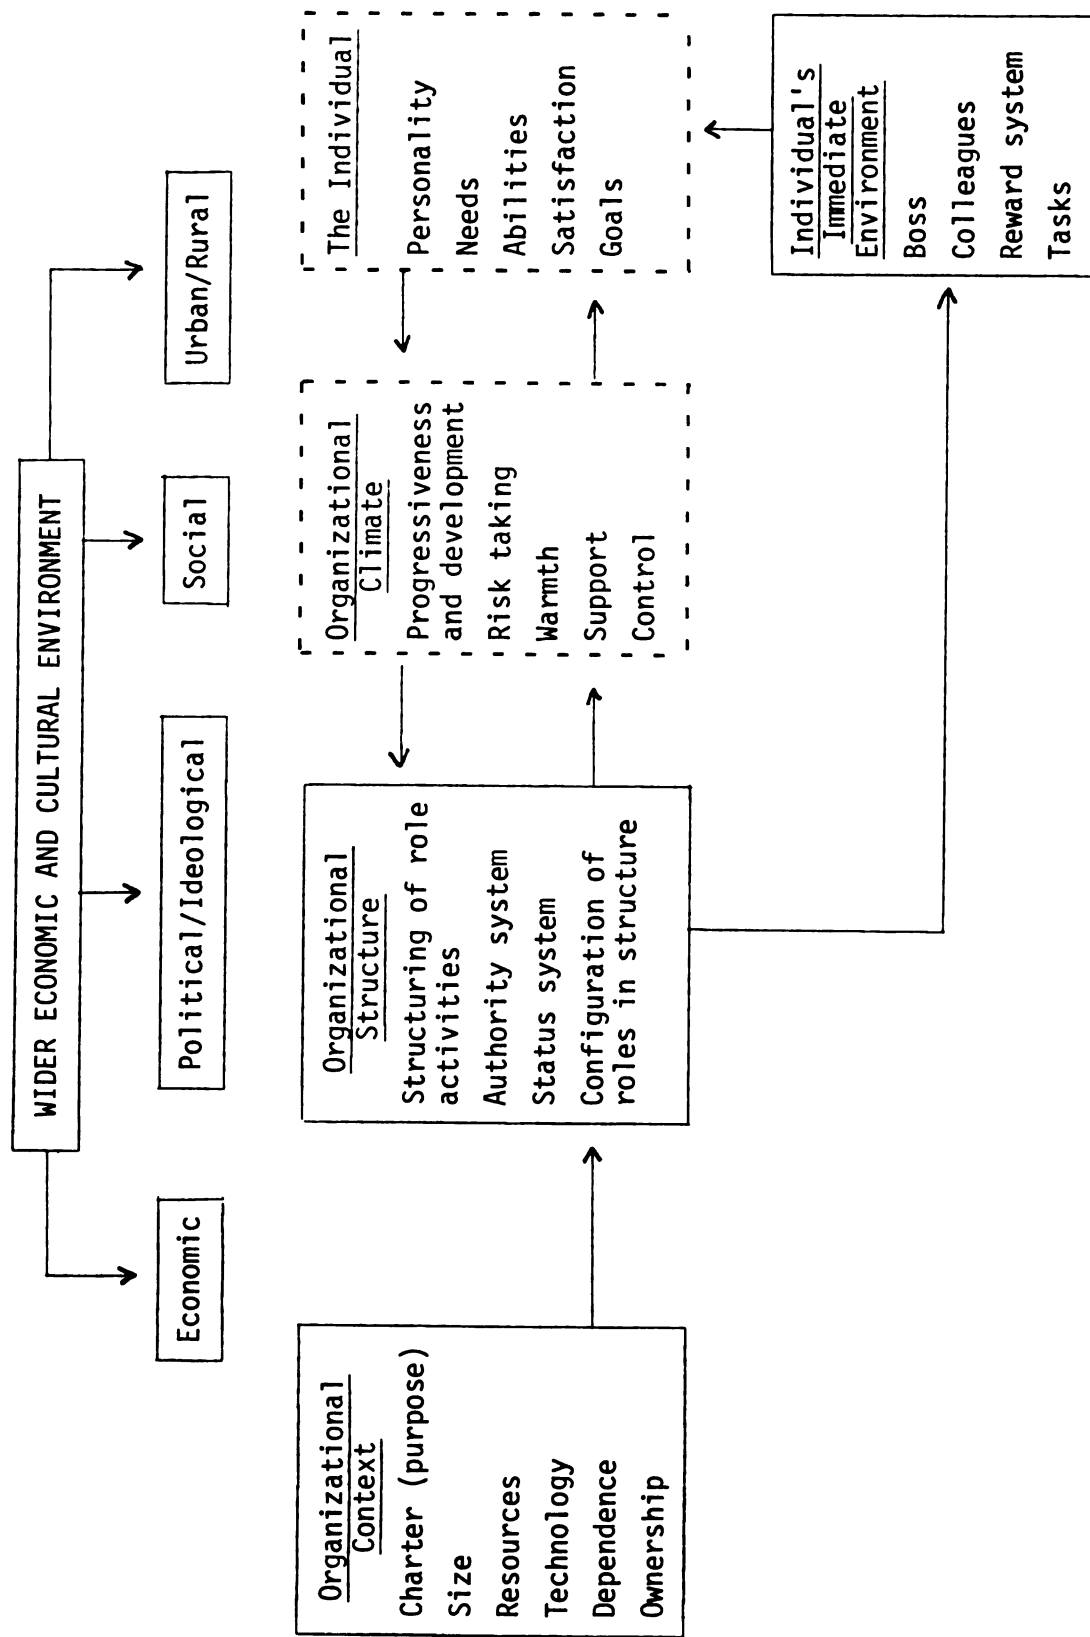 WIDER ECONOMIC AND CULTURAL ENVIRONMENT
Economic
Political/Ideological
Social
Urban/Rural
Organizational
Context
Charter (purpose)
Size
Resources
Technology
Dependence
Ownership
Organizational
Structure
Structuring of role
activities
Authority system
Status system
Configuration of
roles in structure
Organizational
Climate
Progressiveness
and development
Risk taking
Warmth
Support
Control
The Individual
Personality
Needs
Abilities
Satisfaction
Goals
Individual's
Immediate
Environment
Boss
Colleagues
Reward system
Tasks